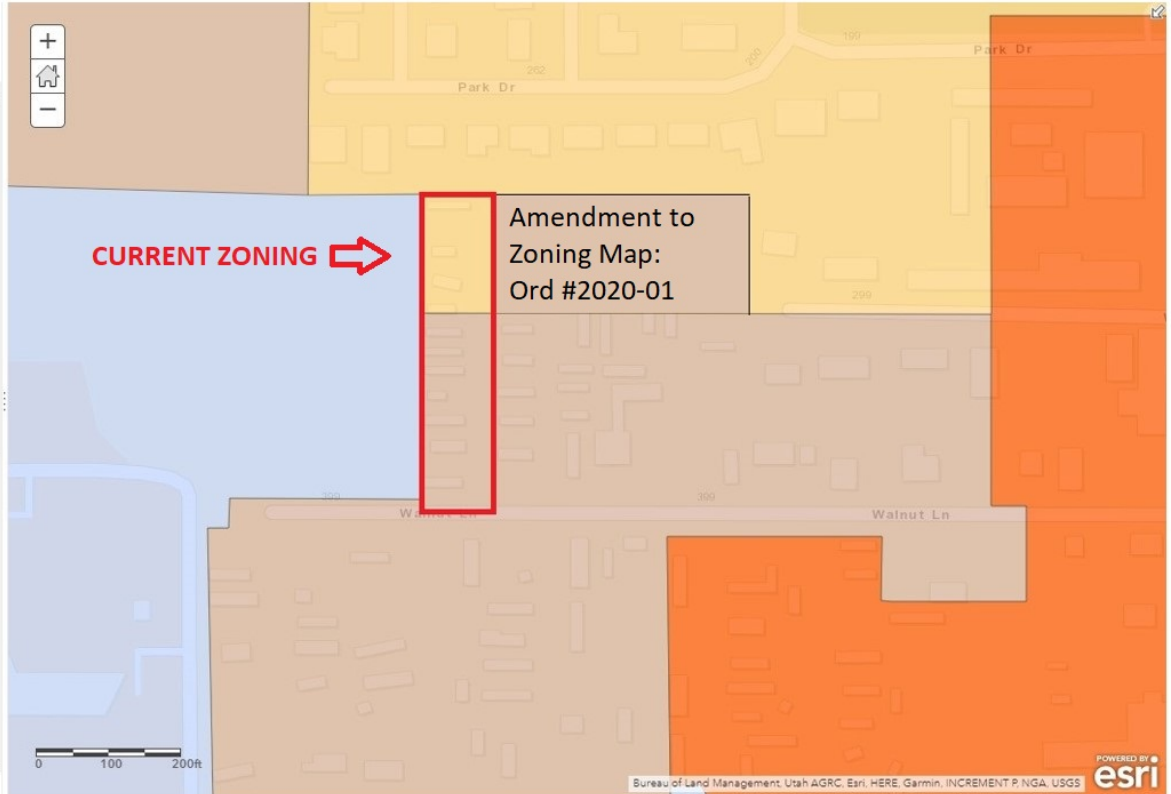 +
−
Park Dr
199
200
262
Park Dr
Amendment to
Zoning Map:
Ord #2020-01
CURRENT ZONING
299
399
399
Walnut Ln
Walnut Ln
0 100 200ft
Bureau of Land Management, Utah AGRC, Esri, HERE, Garmin, INCREMENT P, NGA, USGS
POWERED BY
esri